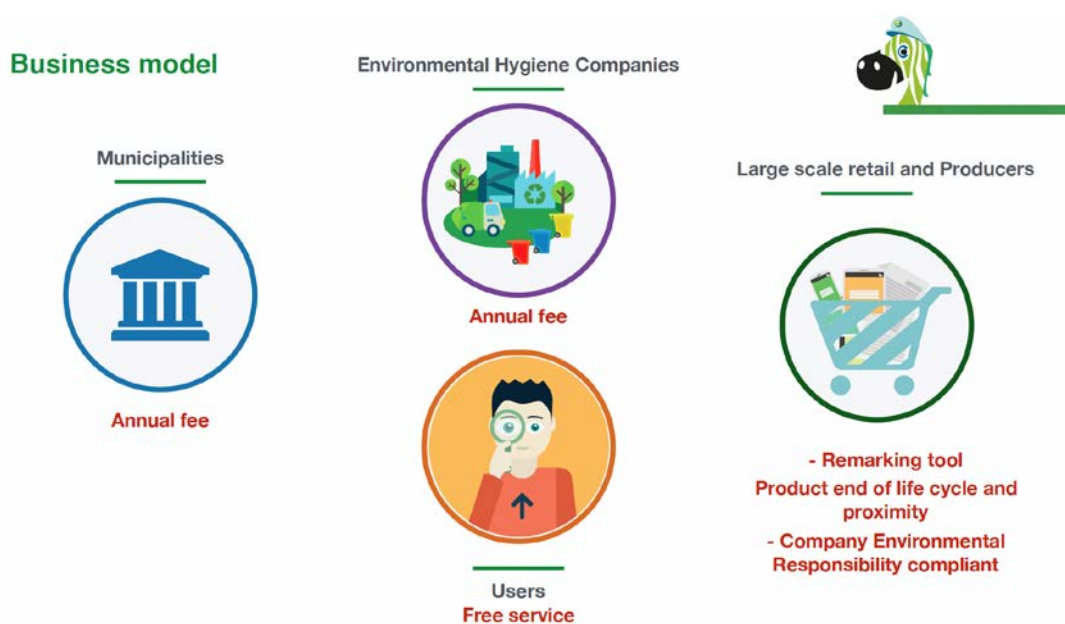 Business model
Municipalities
Annual fee
Environmental Hygiene Companies
Annual fee
Users
Free service
Large scale retail and Producers
- Remarking tool
Product end of life cycle and
proximity
- Company Environmental
Responsibility compliant